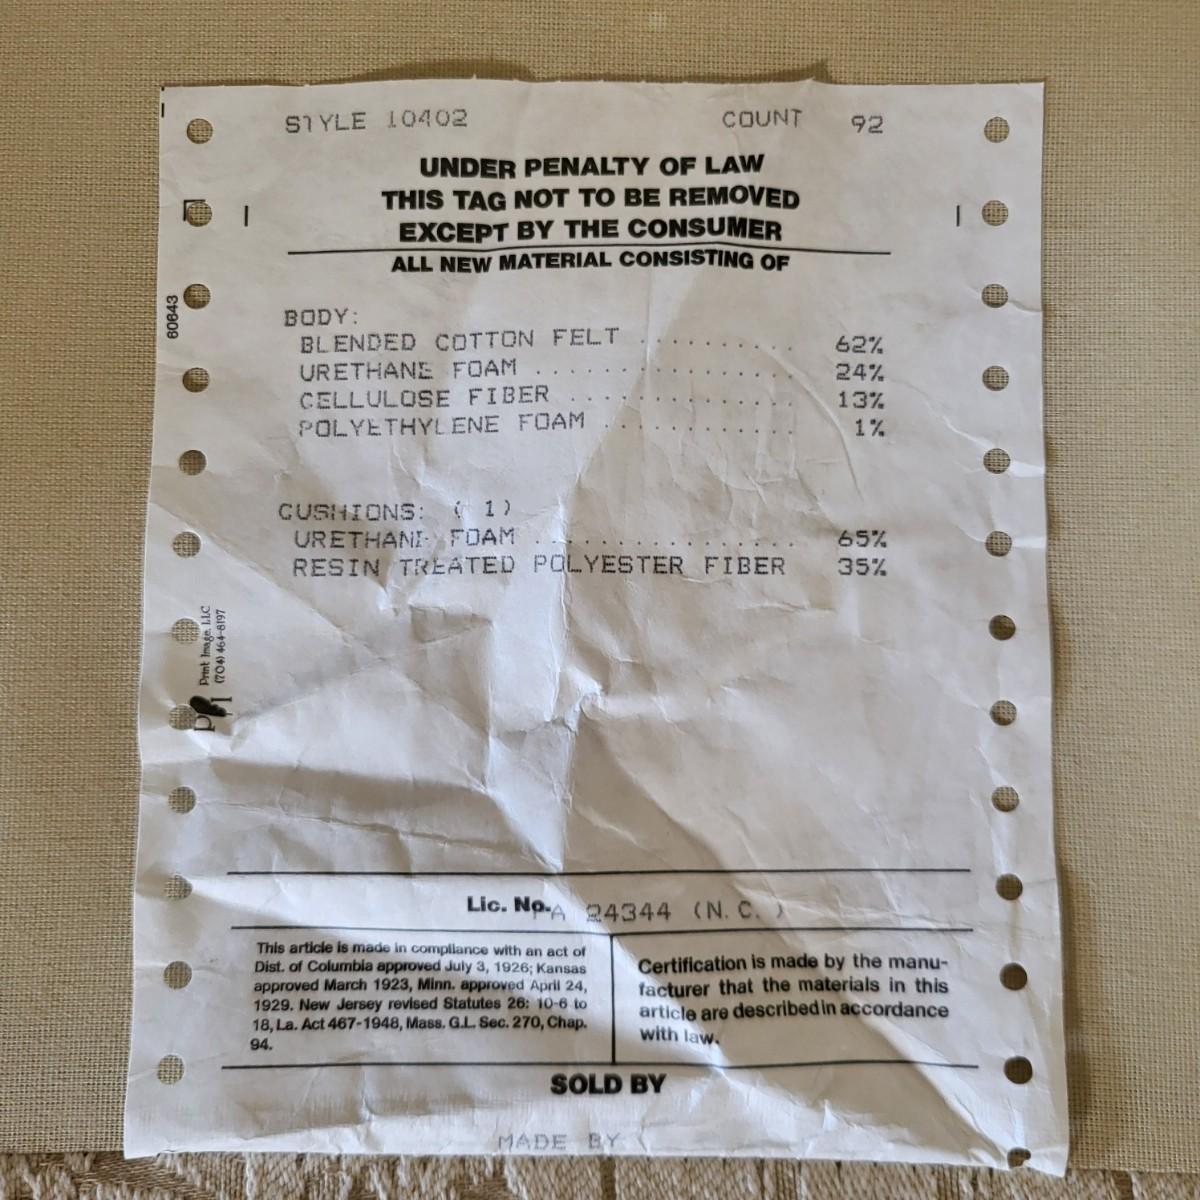 STYLE 10402 COUNT 92
UNDER PENALTY OF LAW
THIS TAG NOT TO BE REMOVED
EXCEPT BY THE CONSUMER
ALL NEW MATERIAL CONSISTING OF
60643
BODY:
BLENDED COTTON FELT .......... 62%
URETHANE FOAM ................ 24%
CELLULOSE FIBER .............. 13%
POLYETHYLENE FOAM ............ 1%
CUSHIONS: ( 1)
URETHANE FOAM ................ 65%
RESIN TREATED POLYESTER FIBER 35%
Print Image, LLC
(704) 464-8197
Lic. No. PA 24344 (N.C.)
This article is made in compliance with an act of
Dist. of Columbia approved July 3, 1926; Kansas
approved March 1923, Minn. approved April 24,
1929. New Jersey revised Statutes 26: 10-6 to
18, La. Act 467-1948, Mass. G.L. Sec. 270, Chap.
94.
Certification is made by the manu-
facturer that the materials in this
article are described in accordance
with law.
SOLD BY
MADE BY